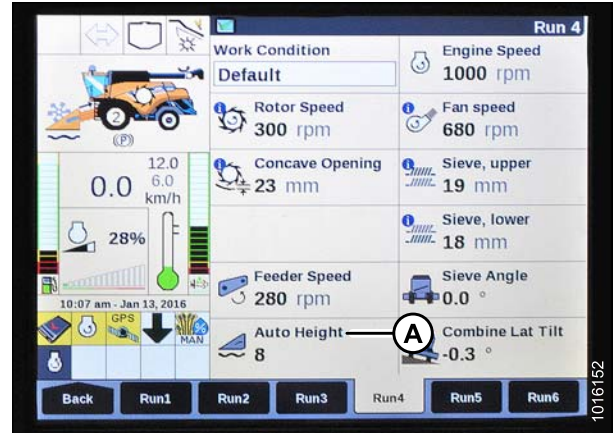 Run 4
Work Condition
Default
Engine Speed
1000 rpm
Rotor Speed
300 rpm
Fan speed
680 rpm
Concave Opening
23 mm
Sieve, upper
19 mm
Sieve, lower
18 mm
Feeder Speed
280 rpm
Sieve Angle
0.0 °
Auto Height
8
A
Combine Lat Tilt
-0.3 °
2
(P)
12.0
0.0
6.0
km/h
28%
10:07 am - Jan 13, 2016
GPS
%
MAN
Back
Run1
Run2
Run3
Run4
Run5
Run6
1016152